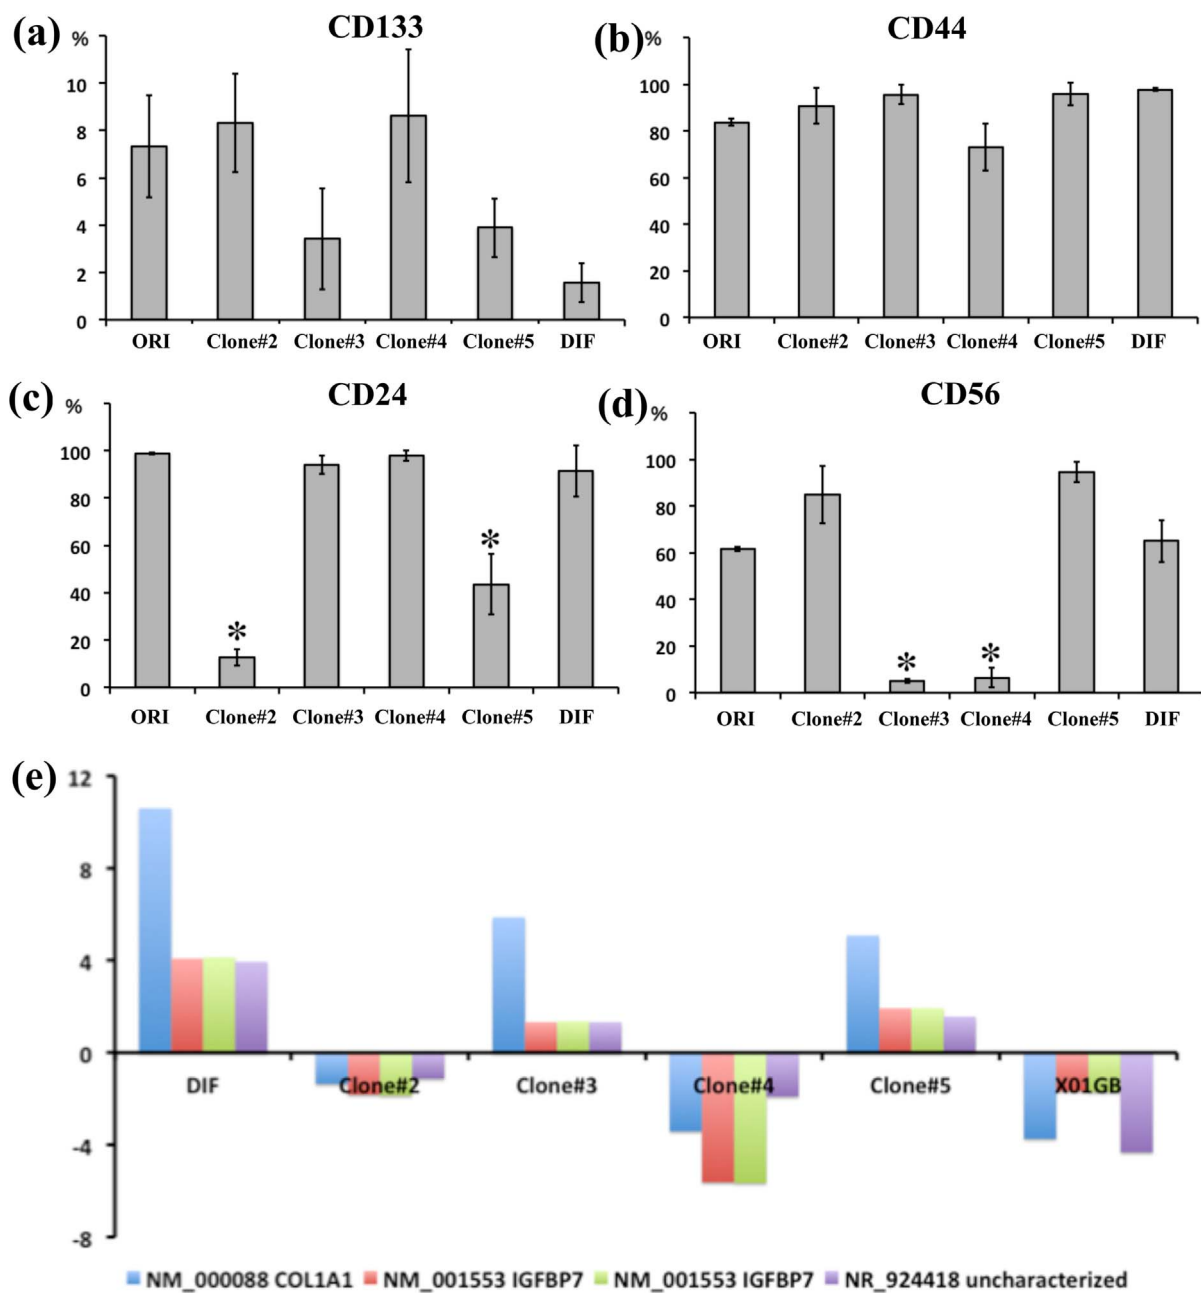 (a) % CD133
10
8
6
4
2
0
ORI Clone#2 Clone#3 Clone#4 Clone#5 DIF
(b) % CD44
100
80
60
40
20
0
ORI Clone#2 Clone#3 Clone#4 Clone#5 DIF
(c) % CD24
100
80
60
40
20
0
* *
ORI Clone#2 Clone#3 Clone#4 Clone#5 DIF
(d) % CD56
100
80
60
40
20
0
* *
ORI Clone#2 Clone#3 Clone#4 Clone#5 DIF
(e) 12
8
4
0
-4
-8
DIF Clone#2 Clone#3 Clone#4 Clone#5 X01GB
NM_000088 COL1A1 NM_001553 IGFBP7 NM_001553 IGFBP7 NR_924418 uncharacterized